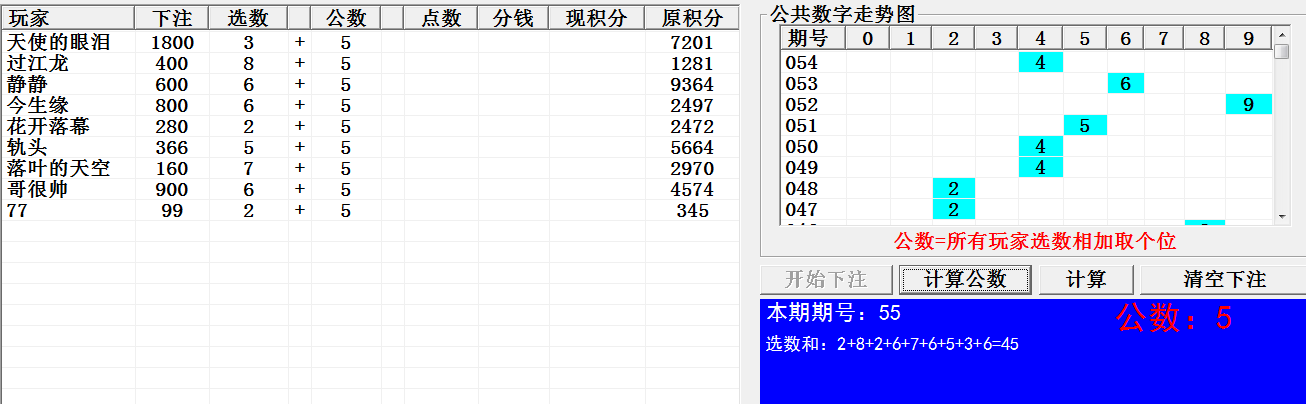 玩家 下注 选数 公数 点数 分钱 现积分 原积分
天使的眼泪 1800 3 + 5 7201
过江龙 400 8 + 5 1281
静静 600 6 + 5 9364
今生缘 800 6 + 5 2497
花开落幕 280 2 + 5 2472
轨头 366 5 + 5 5664
落叶的天空 160 7 + 5 2970
哥很帅 900 6 + 5 4574
77 99 2 + 5 345
公共数字走势图
期号 0 1 2 3 4 5 6 7 8 9
054 4
053 6
052 9
051 5
050 4
049 4
048 2
047 2
公数=所有玩家选数相加取个位
开始下注 计算公数 计算 清空下注
本期期号：55 公数：5
选数和：2+8+2+6+7+6+5+3+6=45